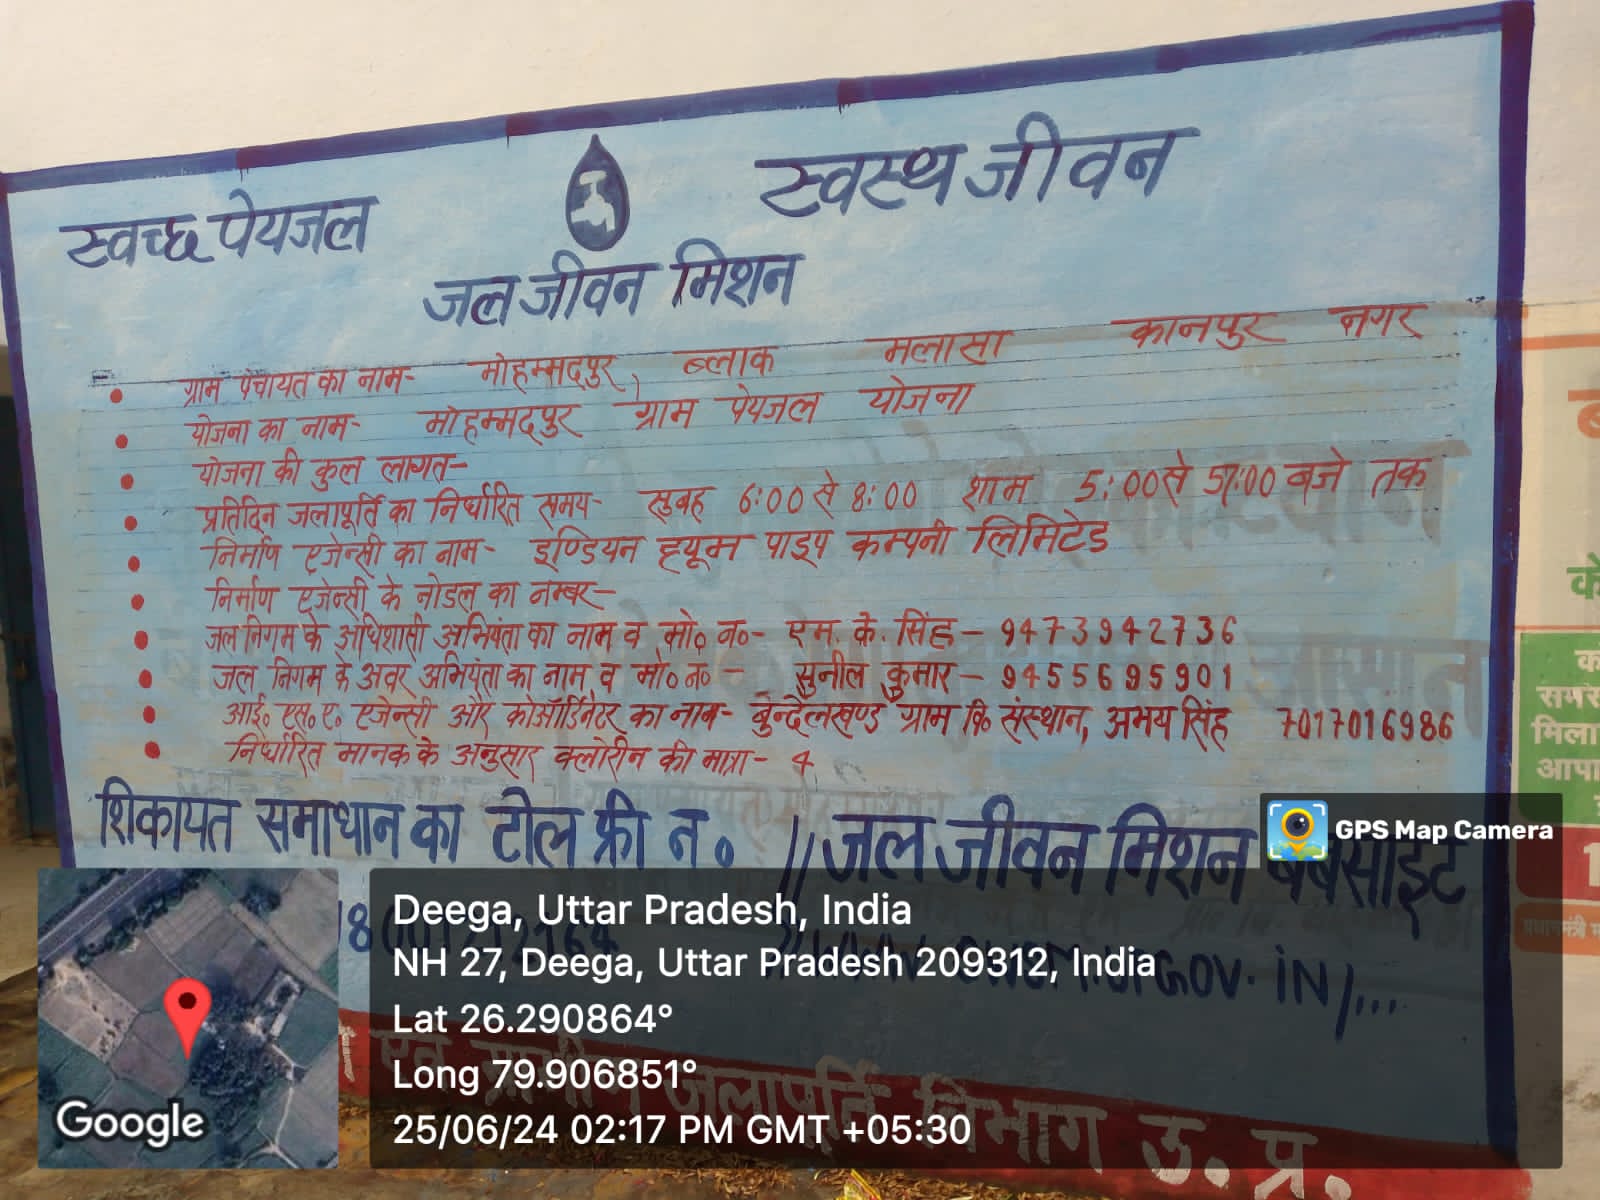 स्वच्छ पेयजल स्वस्थ जीवन
जल जीवन मिशन
• ग्राम पंचायत का नाम- मोहम्मदपुर, ब्लाक मलासा कानपुर नगर
• योजना का नाम- मोहम्मदपुर ग्राम पेयजल योजना
• योजना की कुल लागत-
• प्रतिदिन जलापूर्ति का निर्धारित समय- सुबह 6:00 से 8:00 शाम 5:00 से 57:00 बजे तक
• निर्माण एजेन्सी का नाम- इण्डियन ह्यूम पाइप कम्पनी लिमिटेड
• निर्माण एजेन्सी के नोडल का नम्बर-
• जल निगम के अधिशासी अभियंता का नाम व मो० न०- एम. के. सिंह- 9473942736
• जल निगम के अवर अभियंता का नाम व मो० न० - सुनील कुमार- 9455695901
• आई० एस० ए० एजेन्सी और कोऑर्डिनेटर का नाम- बुन्देलखण्ड ग्राम वि० संस्थान, अभय सिंह 7017016986
• निर्धारित मानक के अनुसार क्लोरीन की मात्रा- 4
शिकायत समाधान का टोल फ्री न० //जल जीवन मिशन बेबसाइट
GOV.IN/...
ग्रामीण जलापूर्ति विभाग उ.प्र.
GPS Map Camera
Deega, Uttar Pradesh, India
NH 27, Deega, Uttar Pradesh 209312, India
Lat 26.290864°
Long 79.906851°
25/06/24 02:17 PM GMT +05:30
Google